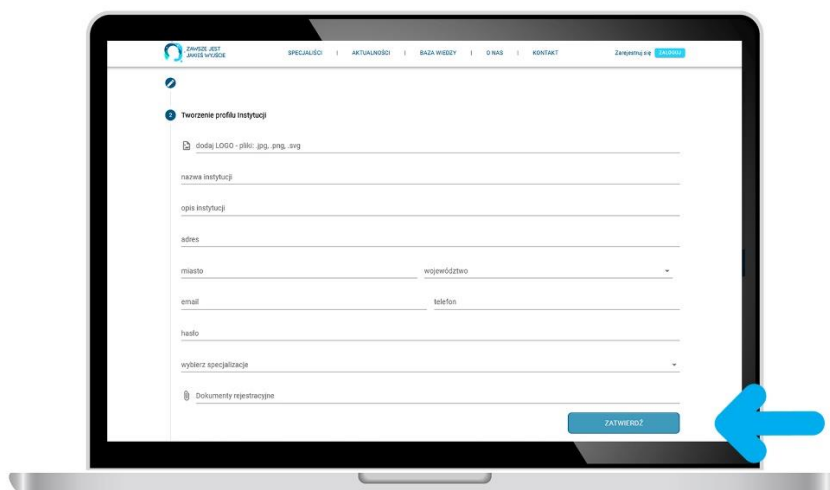 ZAWSZE JEST
JAKIEŚ WYJŚCIE
SPECJALIŚCI | AKTUALNOŚCI | BAZA WIEDZY | O NAS | KONTAKT
Zarejestruj się ZALOGUJ
2 Tworzenie profilu Instytucji
dodaj LOGO - pliki: .jpg, .png, .svg
nazwa instytucji
opis instytucji
adres
miasto województwo
email telefon
hasło
wybierz specjalizacje
Dokumenty rejestracyjne
ZATWIERDŹ